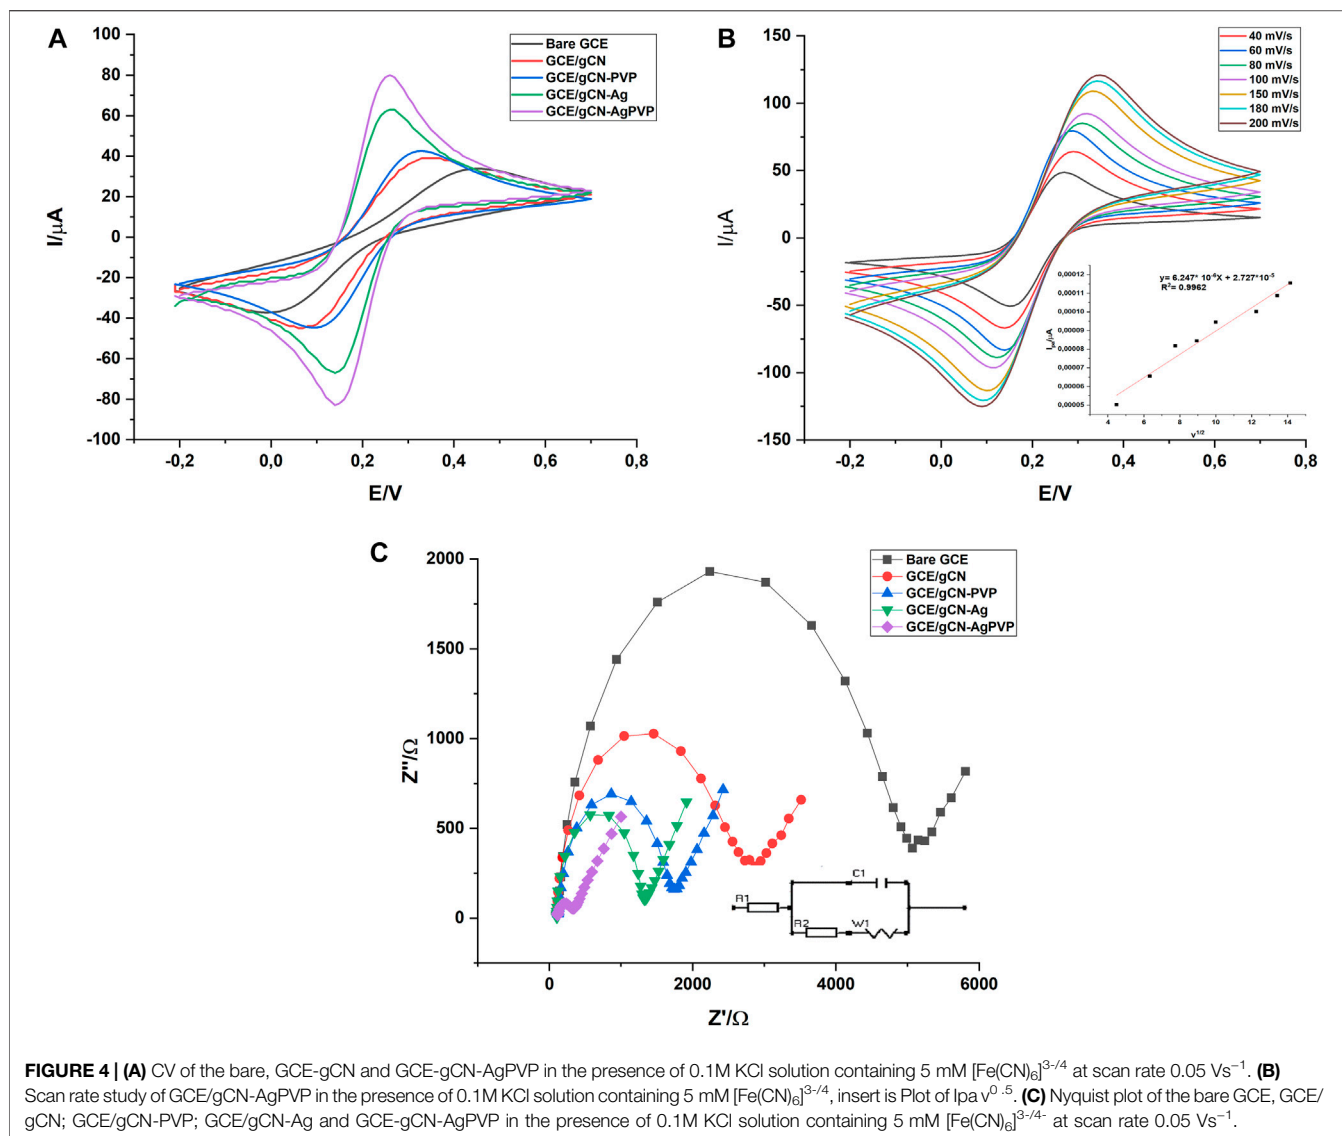 A
100
80
60
40
20
0
-20
-40
-60
-80
-100
I/µA
-0,2
0,0
0,2
0,4
0,6
0,8
E/V
Bare GCE
GCE/gCN
GCE/gCN-PVP
GCE/gCN-Ag
GCE/gCN-AgPVP
B
150
100
50
0
-50
-100
-150
I/µA
-0,2
0,0
0,2
0,4
0,6
0,8
E/V
40 mV/s
60 mV/s
80 mV/s
100 mV/s
150 mV/s
180 mV/s
200 mV/s
0,00012
0,00011
0,00010
0,00009
0,00008
0,00007
0,00006
0,00005
Ipa/µA
y= 6.247* 10⁻⁶X + 2.727*10⁻⁵
R²= 0.9962
4
6
8
10
12
14
v¹/²
C
2000
1500
1000
500
0
Z''/Ω
0
2000
4000
6000
Z'/Ω
Bare GCE
GCE/gCN
GCE/gCN-PVP
GCE/gCN-Ag
GCE/gCN-AgPVP
R1
C1
R2
W1
FIGURE 4 | (A) CV of the bare, GCE-gCN and GCE-gCN-AgPVP in the presence of 0.1M KCl solution containing 5 mM [Fe(CN)₆]³⁻/⁴ at scan rate 0.05 Vs⁻¹. (B)
Scan rate study of GCE/gCN-AgPVP in the presence of 0.1M KCl solution containing 5 mM [Fe(CN)₆]³⁻/⁴, insert is Plot of Ipa v⁰ ·⁵. (C) Nyquist plot of the bare GCE, GCE/
gCN; GCE/gCN-PVP; GCE/gCN-Ag and GCE-gCN-AgPVP in the presence of 0.1M KCl solution containing 5 mM [Fe(CN)₆]³⁻/⁴⁻ at scan rate 0.05 Vs⁻¹.